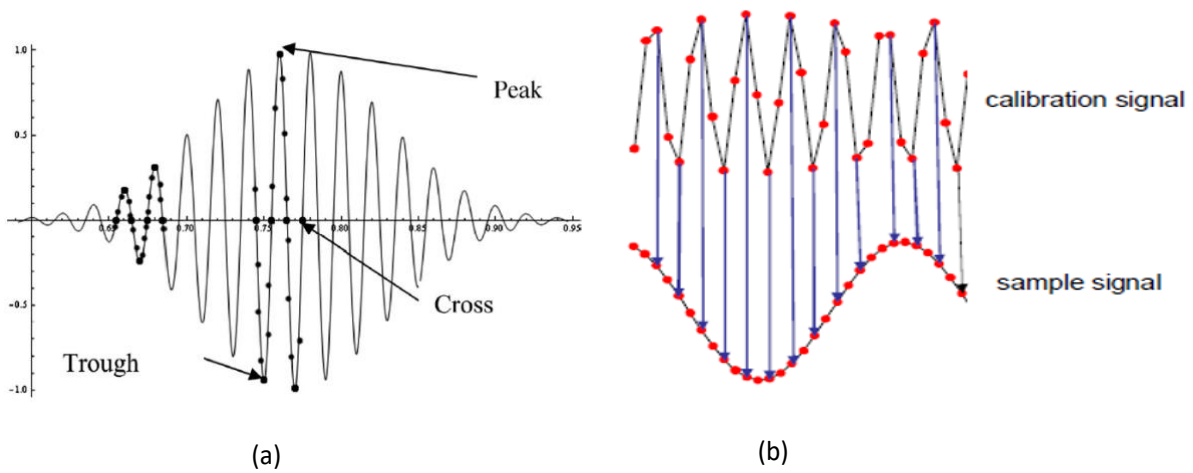 1.0
Peak
0.5
0.65 0.70 0.75 0.80 0.85 0.90 0.95
Cross
-0.5
Trough
-1.0
(a)
calibration signal
sample signal
(b)